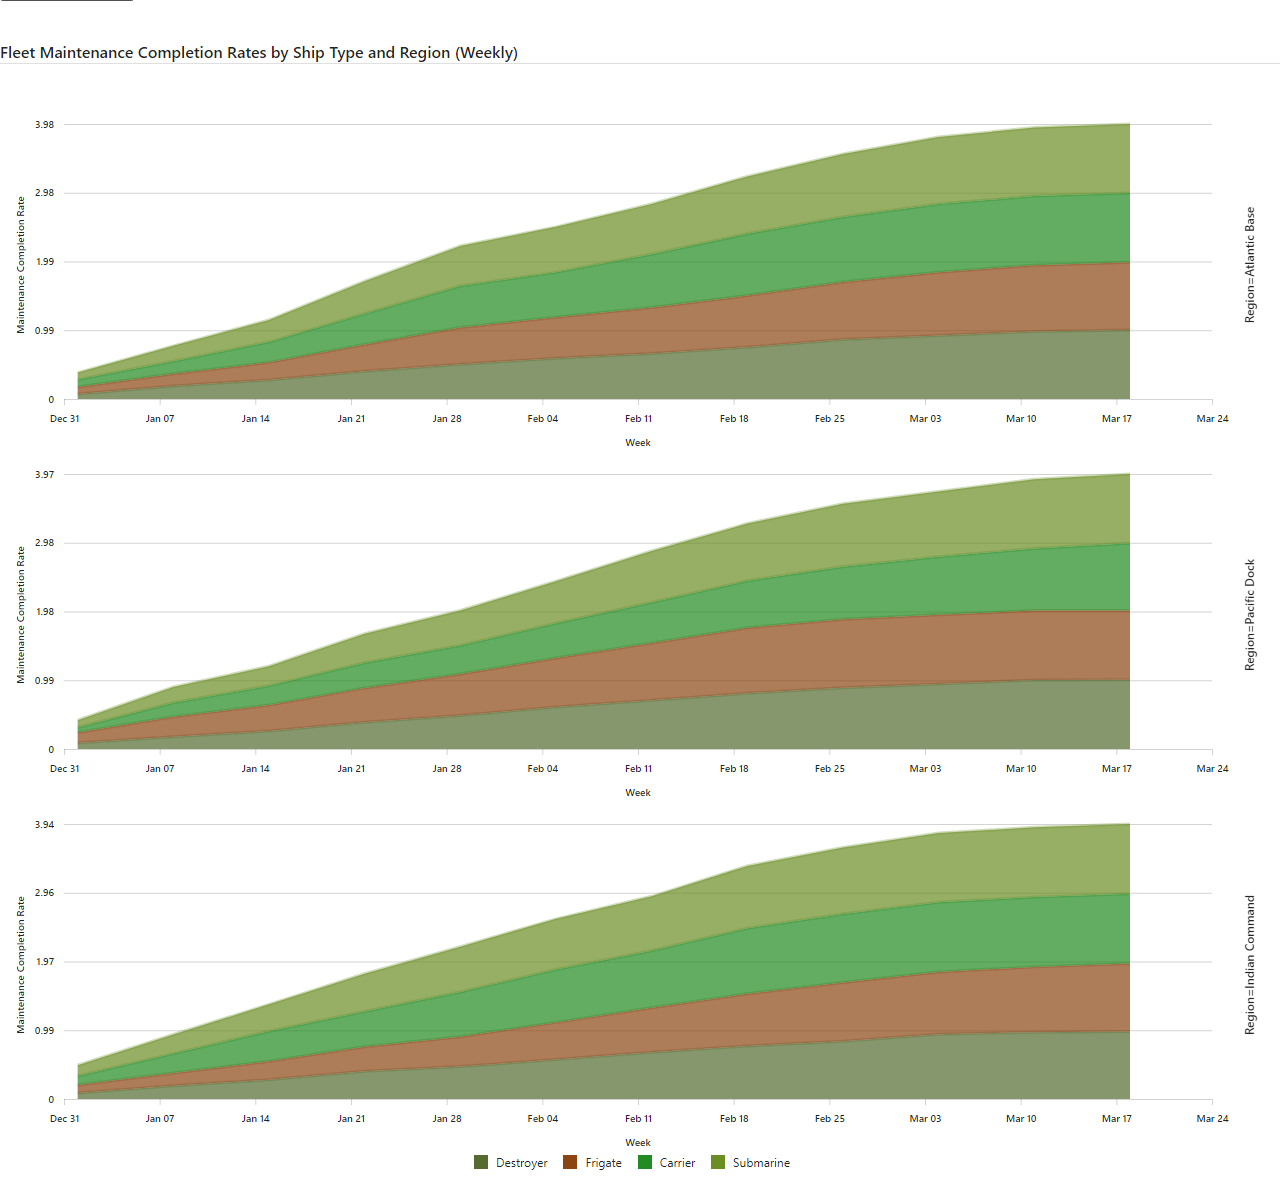 Fleet Maintenance Completion Rates by Ship Type and Region (Weekly)
3.98
2.98
1.99
0.99
0
Maintenance Completion Rate
Dec 31 Jan 07 Jan 14 Jan 21 Jan 28 Feb 04 Feb 11 Feb 18 Feb 25 Mar 03 Mar 10 Mar 17 Mar 24
Week
Region=Atlantic Base
3.97
2.98
1.98
0.99
0
Maintenance Completion Rate
Dec 31 Jan 07 Jan 14 Jan 21 Jan 28 Feb 04 Feb 11 Feb 18 Feb 25 Mar 03 Mar 10 Mar 17 Mar 24
Week
Region=Pacific Dock
3.94
2.96
1.97
0.99
0
Maintenance Completion Rate
Dec 31 Jan 07 Jan 14 Jan 21 Jan 28 Feb 04 Feb 11 Feb 18 Feb 25 Mar 03 Mar 10 Mar 17 Mar 24
Week
Region=Indian Command
Destroyer Frigate Carrier Submarine